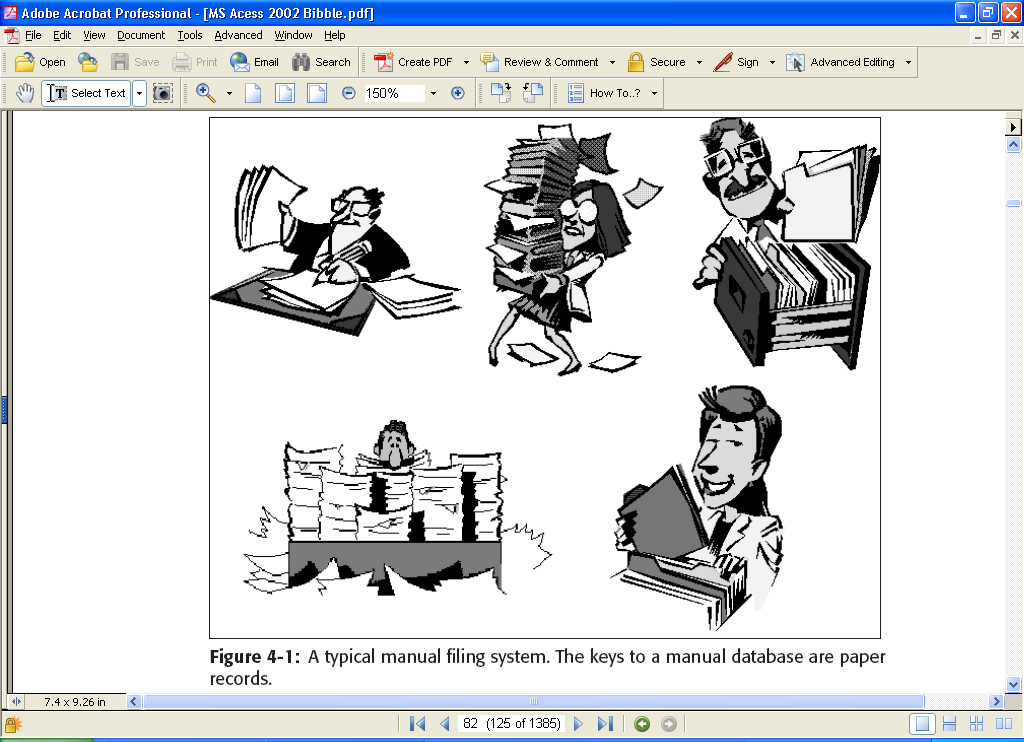 Adobe Acrobat Professional - [MS Acess 2002 Bibble.pdf]
File Edit View Document Tools Advanced Window Help
Open Save Print Email Search Create PDF Review & Comment Secure Sign Advanced Editing
Select Text 150% How To..?
Figure 4-1: A typical manual filing system. The keys to a manual database are paper
records.
7.4 x 9.26 in
82 (125 of 1385)